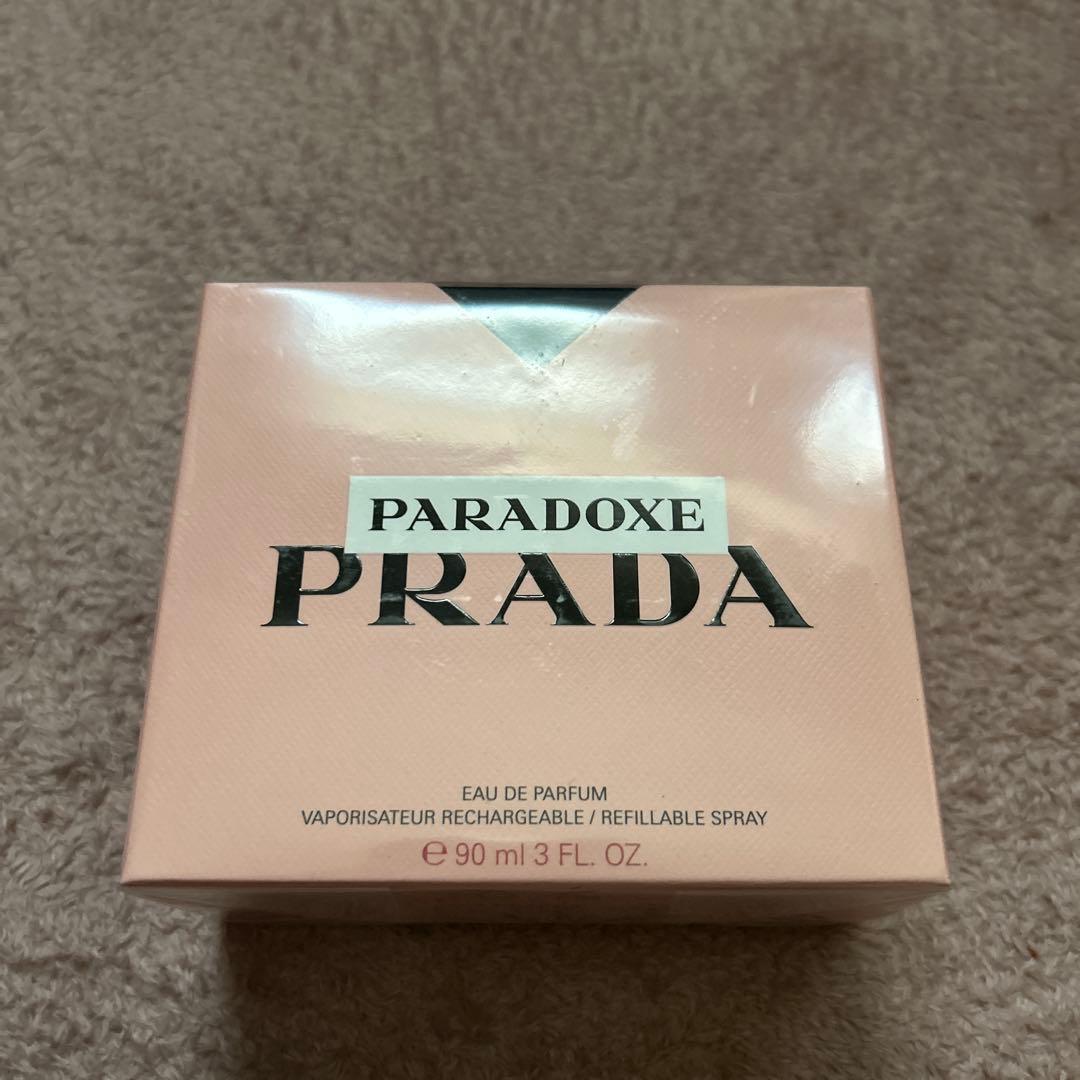 PARADOXE
PRADA
EAU DE PARFUM
VAPORISATEUR RECHARGEABLE / REFILLABLE SPRAY
℮ 90 ml 3 FL. OZ.